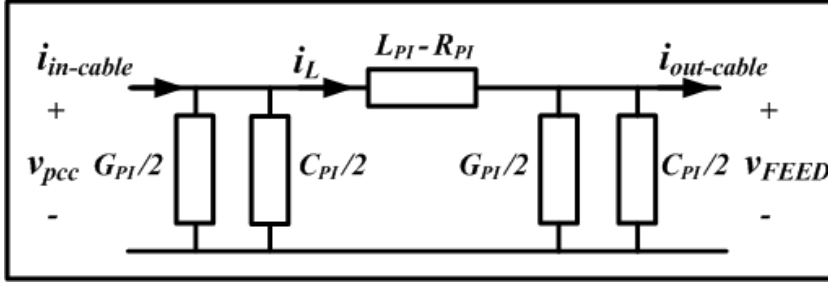 L_PI - R_PI
i_in-cable
i_L
i_out-cable
+
+
v_pcc G_PI/2 C_PI/2 G_PI/2 C_PI/2 v_FEED
-
-